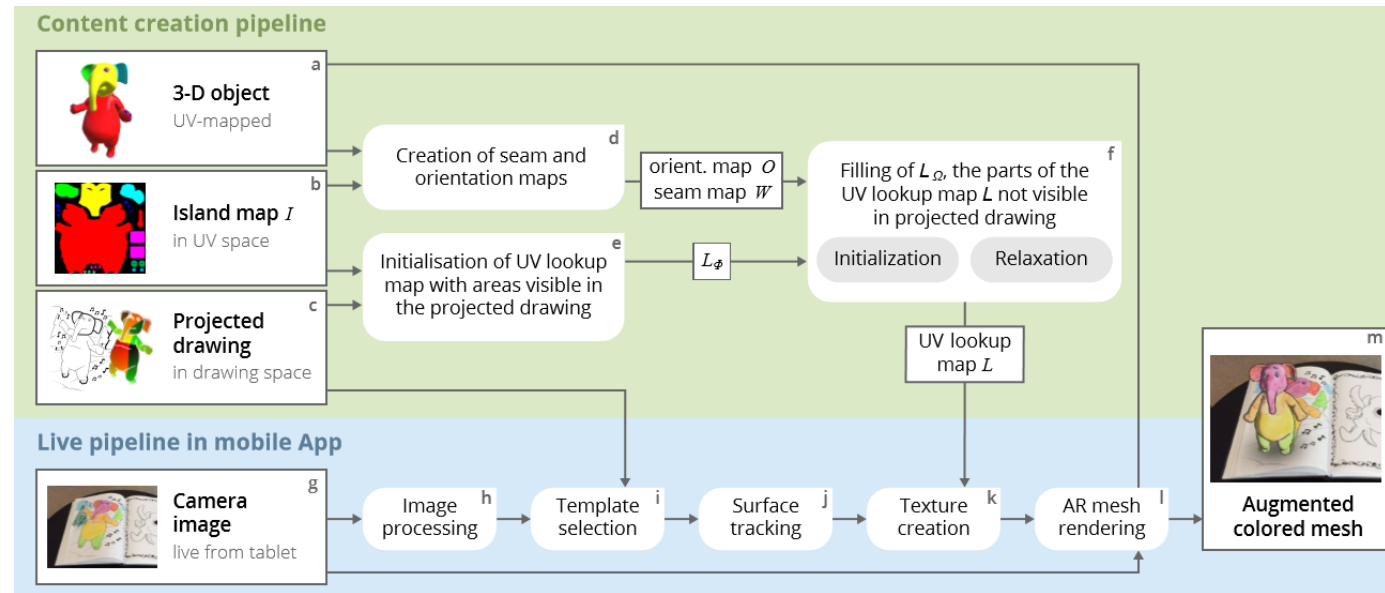 Content creation pipeline
a
3-D object
UV-mapped
b
Island map I
in UV space
c
Projected
drawing
in drawing space
d
Creation of seam and
orientation maps
orient. map O
seam map W
e
Initialisation of UV lookup
map with areas visible in
the projected drawing
L_Φ
f
Filling of L_Ω, the parts of the
UV lookup map L not visible
in projected drawing
Initialization
Relaxation
UV lookup
map L
Live pipeline in mobile App
g
Camera
image
live from tablet
h
Image
processing
i
Template
selection
j
Surface
tracking
k
Texture
creation
l
AR mesh
rendering
m
Augmented
colored mesh